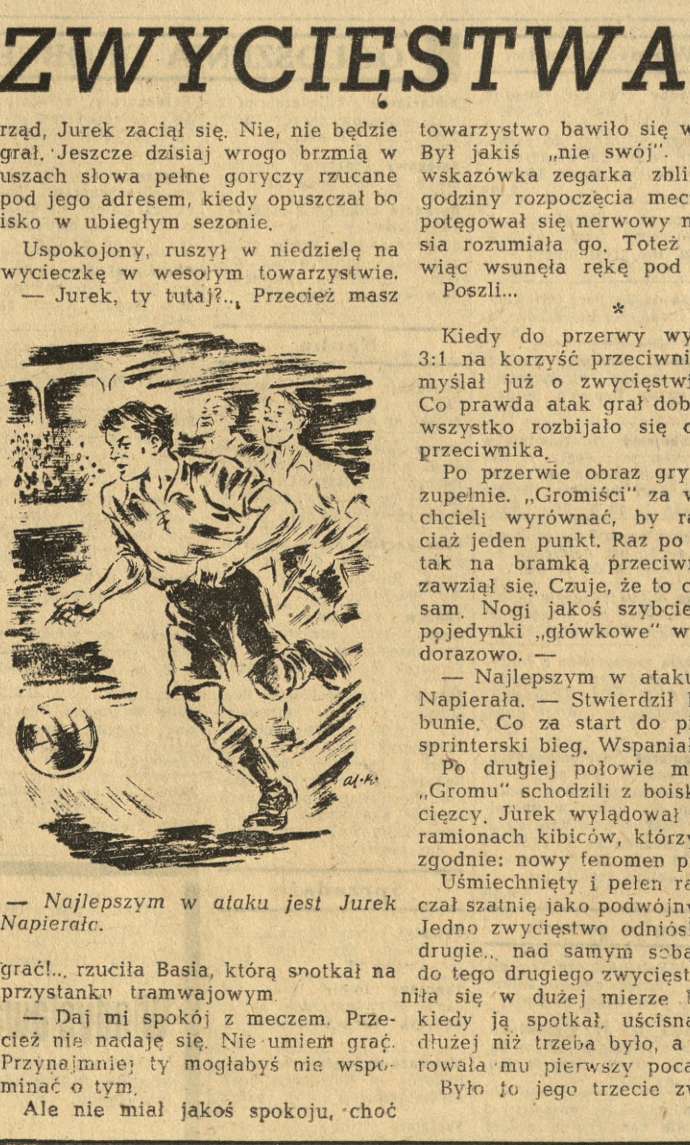 ZWYCIĘSTWA
rząd, Jurek zaciął się. Nie, nie będzie
grał. Jeszcze dzisiaj wrogo brzmią w
uszach słowa pełne goryczy rzucane
pod jego adresem, kiedy opuszczał bo
isko w ubiegłym sezonie.
Uspokojony, ruszył w niedzielę na
wycieczkę w wesołym towarzystwie.
— Jurek, ty tutaj?... Przecież masz
al.K.
— Najlepszym w ataku jest Jurek
Napierała.
grać!... rzuciła Basia, którą spotkał na
przystanku tramwajowym.
— Daj mi spokój z meczem. Prze-
cież nie nadaję się. Nie umiem grać.
Przynajmniej ty mogłabyś nie wspo-
minać o tym.
Ale nie miał jakoś spokoju, choć
towarzystwo bawiło się w
Był jakiś „nie swój”.
wskazówka zegarka zbli
godziny rozpoczęcia mec
potęgował się nerwowy n
sia rozumiała go. Toteż
wiąc wsunęła rękę pod
Poszli...
*
Kiedy do przerwy wy
3:1 na korzyść przeciwni
myślał już o zwycięstwi
Co prawda atak grał dob
wszystko rozbijało się o
przeciwnika.
Po przerwie obraz gry
zupełnie. „Gromiści” za w
chcieli wyrównać, by ra
ciaż jeden punkt. Raz po
tak na bramką przeciwn
zawziął się. Czuje, że to c
sam. Nogi jakoś szybcie
pojedynki „główkowe” w
dorazowo. —
— Najlepszym w ataku
Napierała. — Stwierdził
bunie. Co za start do pi
sprinterski bieg. Wspaniał
Po drugiej połowie m
„Gromu” schodzili z boisk
cięzcy. Jurek wylądował
ramionach kibiców, którzy
zgodnie: nowy fenomen p
Uśmiechnięty i pełen ra
czał szatnię jako podwójny
Jedno zwycięstwo odniós
drugie... nad samym soba
do tego drugiego zwycięst
niła się w dużej mierze
kiedy ją spotkał, uścisną
dłużej niż trzeba było, a
rowała mu pierwszy poca
Było to jego trzecie zw